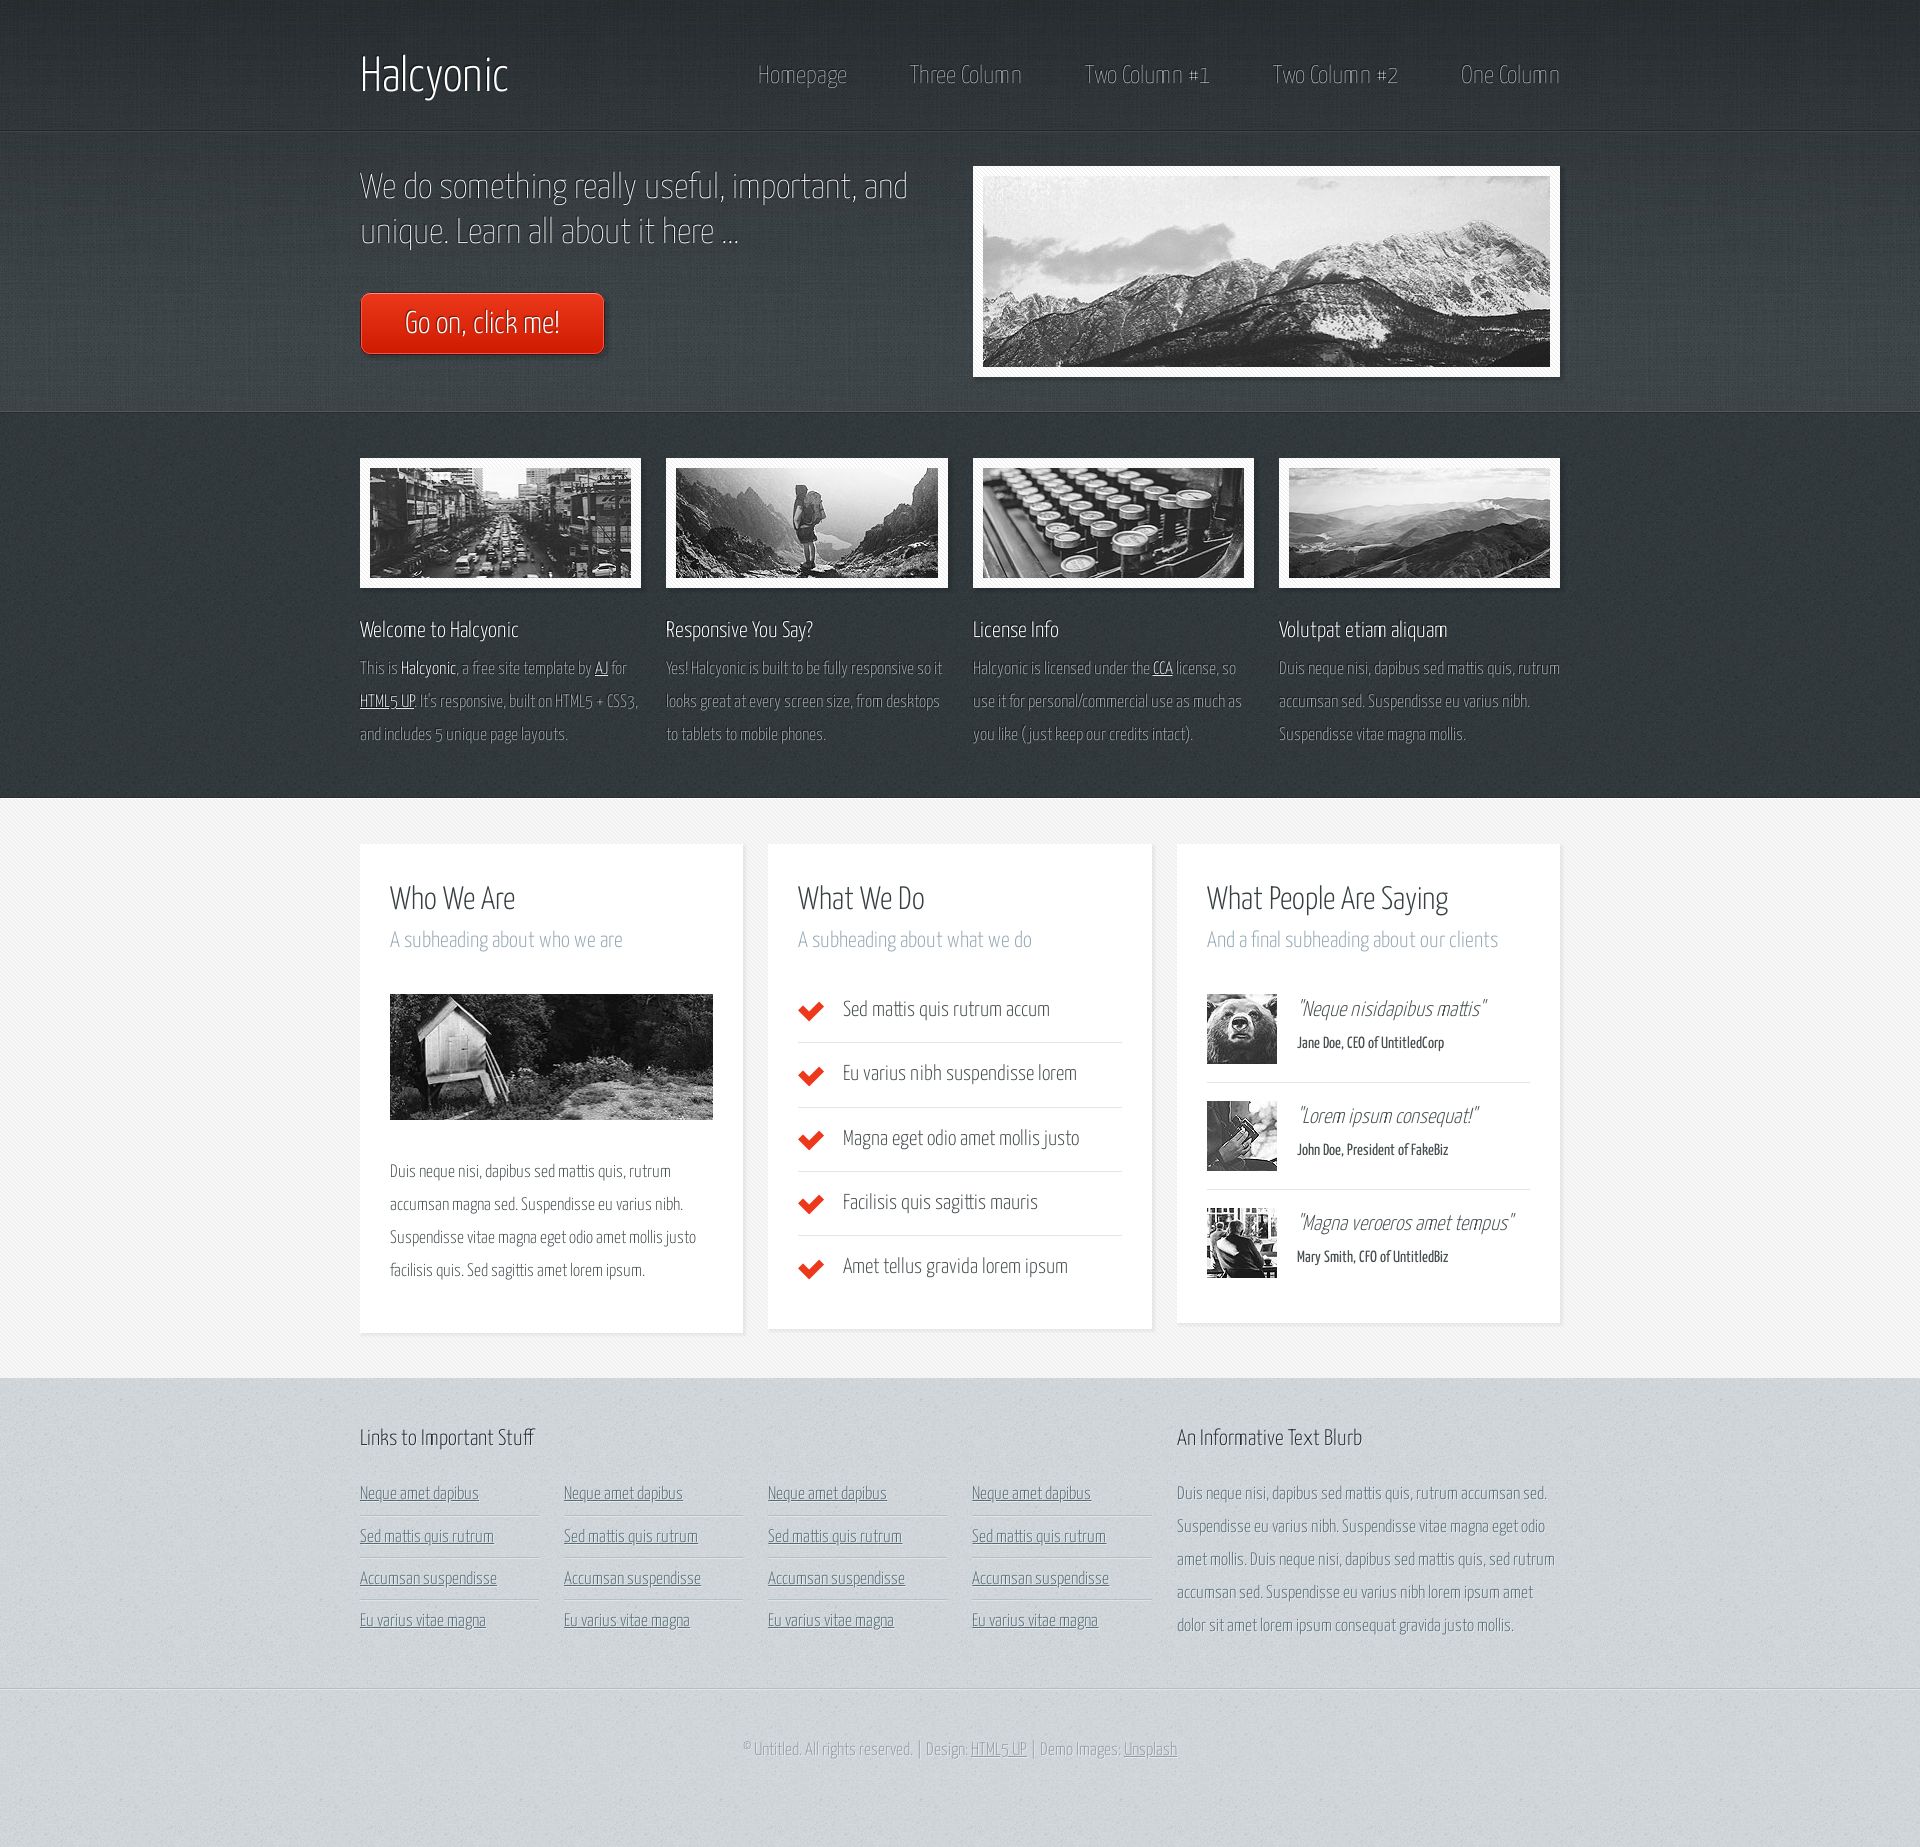 Halcyonic
Homepage
Three Column
Two Column #1
Two Column #2
One Column
We do something really useful, important, and
unique. Learn all about it here ...
Go on, click me!
Welcome to Halcyonic
This is Halcyonic, a free site template by AJ for
HTML5 UP. It's responsive, built on HTML5 + CSS3,
and includes 5 unique page layouts.
Responsive You Say?
Yes! Halcyonic is built to be fully responsive so it
looks great at every screen size, from desktops
to tablets to mobile phones.
License Info
Halcyonic is licensed under the CCA license, so
use it for personal/commercial use as much as
you like (just keep our credits intact).
Volutpat etiam aliquam
Duis neque nisi, dapibus sed mattis quis, rutrum
accumsan sed. Suspendisse eu varius nibh.
Suspendisse vitae magna mollis.
Who We Are
A subheading about who we are
Duis neque nisi, dapibus sed mattis quis, rutrum
accumsan magna sed. Suspendisse eu varius nibh.
Suspendisse vitae magna eget odio amet mollis justo
facilisis quis. Sed sagittis amet lorem ipsum.
What We Do
A subheading about what we do
Sed mattis quis rutrum accum
Eu varius nibh suspendisse lorem
Magna eget odio amet mollis justo
Facilisis quis sagittis mauris
Amet tellus gravida lorem ipsum
What People Are Saying
And a final subheading about our clients
"Neque nisidapibus mattis"
Jane Doe, CEO of UntitledCorp
"Lorem ipsum consequat!"
John Doe, President of FakeBiz
"Magna veroeros amet tempus"
Mary Smith, CFO of UntitledBiz
Links to Important Stuff
Neque amet dapibus
Sed mattis quis rutrum
Accumsan suspendisse
Eu varius vitae magna
Neque amet dapibus
Sed mattis quis rutrum
Accumsan suspendisse
Eu varius vitae magna
Neque amet dapibus
Sed mattis quis rutrum
Accumsan suspendisse
Eu varius vitae magna
Neque amet dapibus
Sed mattis quis rutrum
Accumsan suspendisse
Eu varius vitae magna
An Informative Text Blurb
Duis neque nisi, dapibus sed mattis quis, rutrum accumsan sed.
Suspendisse eu varius nibh. Suspendisse vitae magna eget odio
amet mollis. Duis neque nisi, dapibus sed mattis quis, sed rutrum
accumsan sed. Suspendisse eu varius nibh lorem ipsum amet
dolor sit amet lorem ipsum consequat gravida justo mollis.
© Untitled. All rights reserved. | Design: HTML5 UP | Demo Images: Unsplash